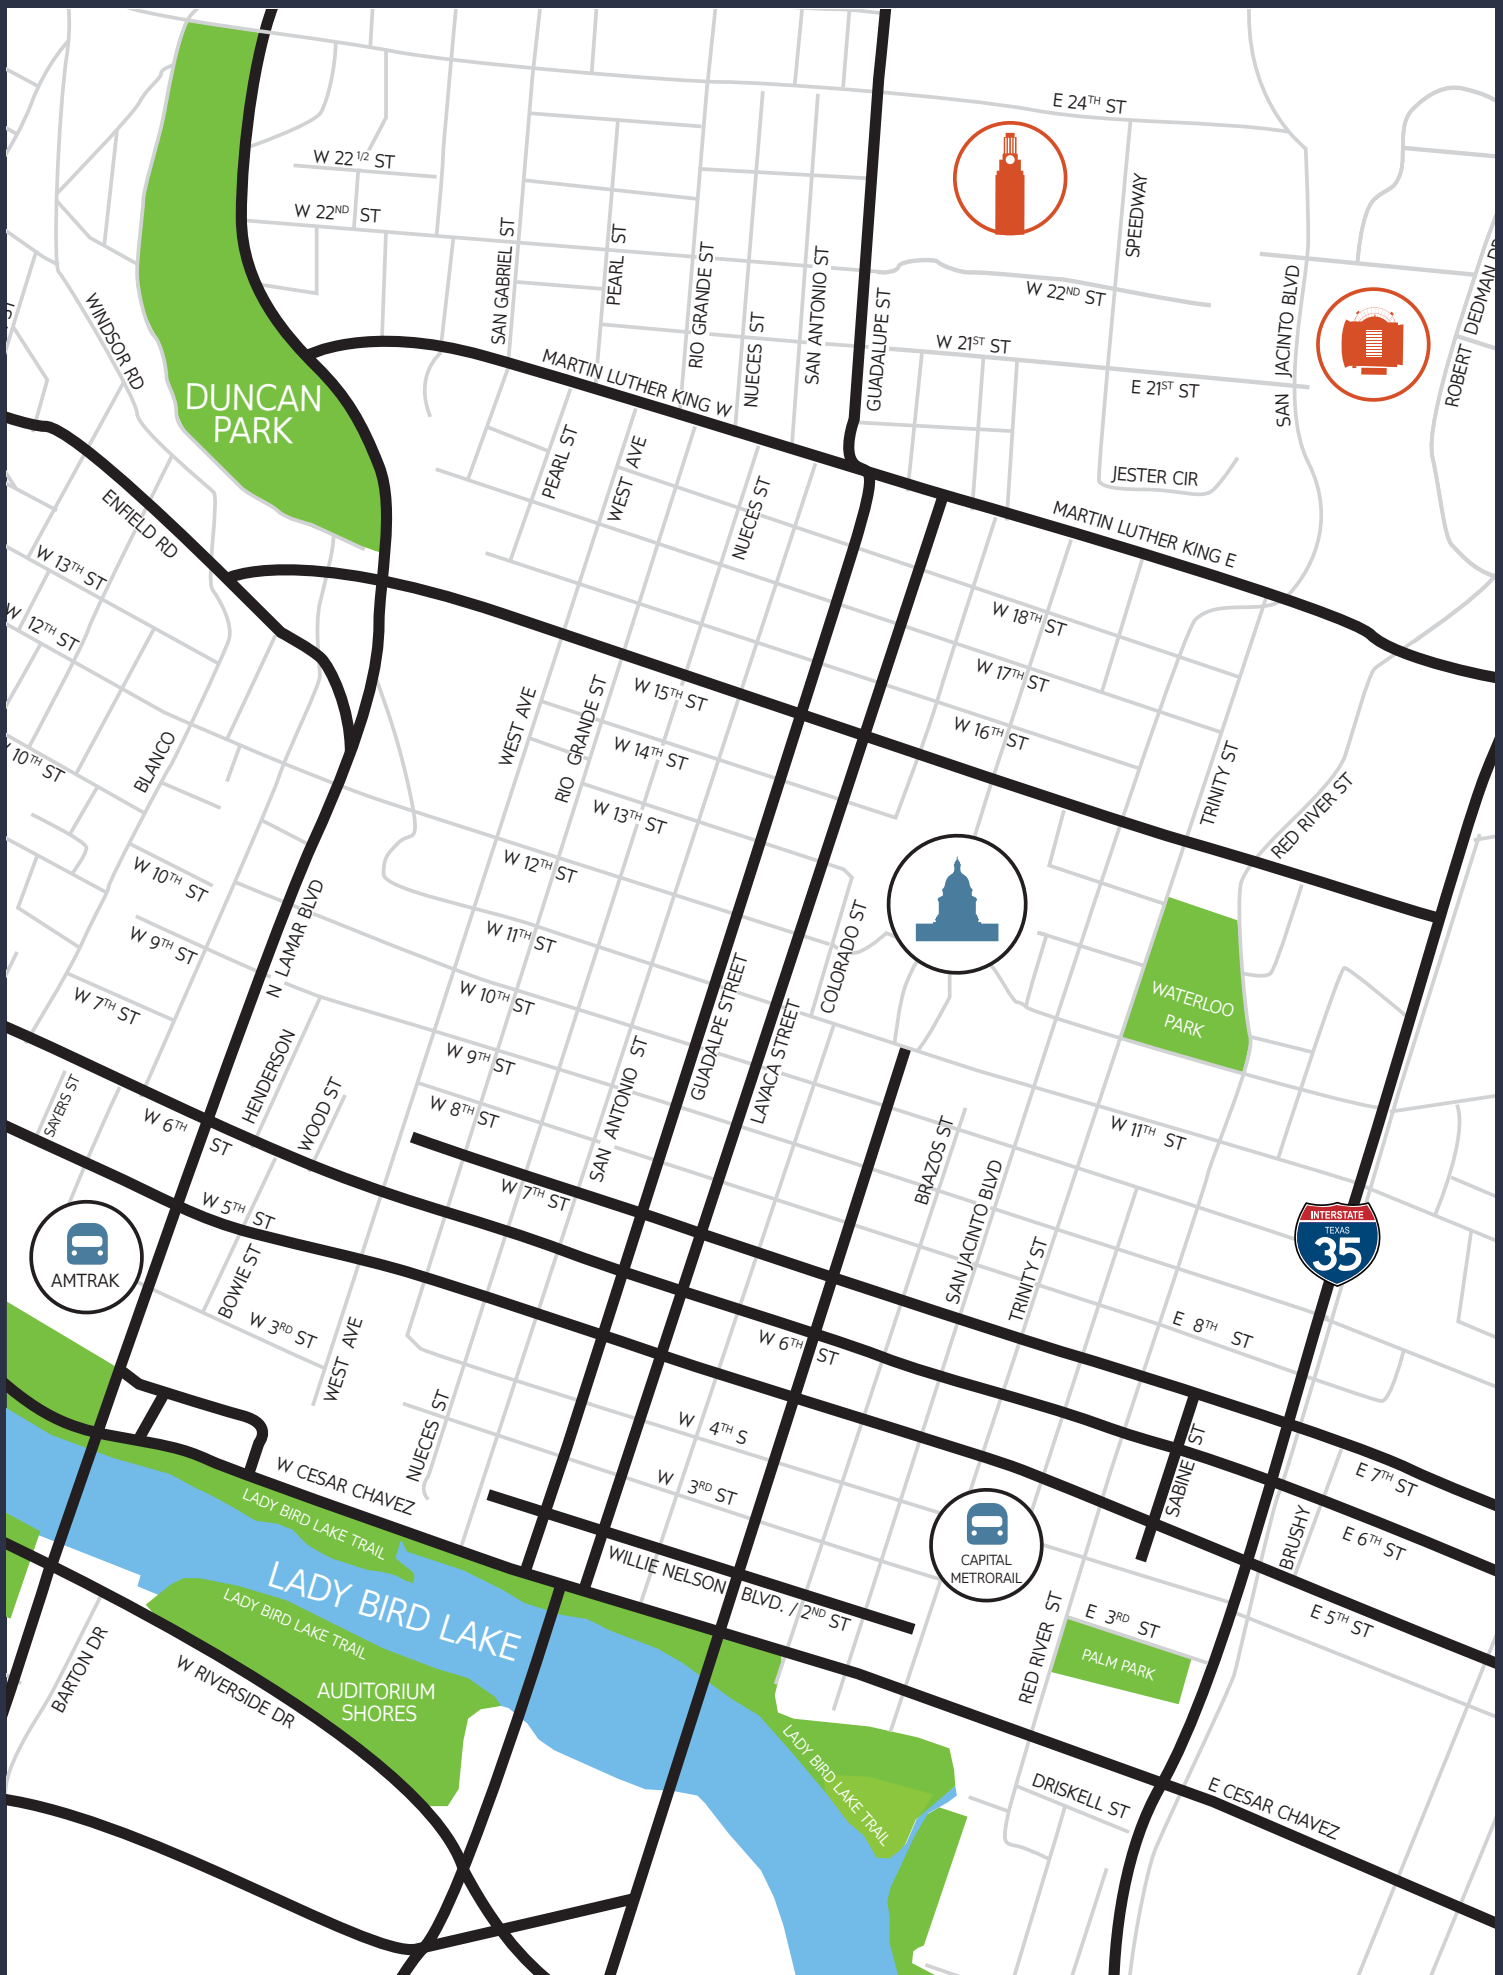 E 24TH ST
W 22 1/2 ST
W 22ND ST
SPEEDWAY
SAN GABRIEL ST
PEARL ST
RIO GRANDE ST
NUECES ST
SAN ANTONIO ST
GUADALUPE ST
W 22ND ST
W 21ST ST
E 21ST ST
SAN JACINTO BLVD
ROBERT DEDMAN DR
WINDSOR RD
DUNCAN
PARK
MARTIN LUTHER KING W
PEARL ST
WEST AVE
NUECES ST
JESTER CIR
MARTIN LUTHER KING E
ENFIELD RD
W 13TH ST
W 12TH ST
W 18TH ST
W 17TH ST
W 16TH ST
W 15TH ST
WEST AVE
RIO GRANDE ST
W 14TH ST
W 13TH ST
BLANCO
10TH ST
TRINITY ST
RED RIVER ST
W 12TH ST
W 10TH ST
W 9TH ST
W 7TH ST
N LAMAR BLVD
W 11TH ST
W 10TH ST
W 9TH ST
W 8TH ST
COLORADO ST
GUADALPE STREET
LAVACA STREET
WATERLOO
PARK
HENDERSON
WOOD ST
SAYERS ST
W 6TH ST
SAN ANTONIO ST
W 7TH ST
W 11TH ST
BRAZOS ST
SAN JACINTO BLVD
TRINITY ST
INTERSTATE
TEXAS
35
W 5TH ST
AMTRAK
BOWIE ST
W 3RD ST
WEST AVE
E 8TH ST
W 6TH ST
NUECES ST
W 4TH S
W 3RD ST
SABINE ST
E 7TH ST
E 6TH ST
E 5TH ST
BRUSHY
W CESAR CHAVEZ
LADY BIRD LAKE TRAIL
LADY BIRD LAKE
LADY BIRD LAKE TRAIL
WILLIE NELSON BLVD. / 2ND ST
CAPITAL
METRORAIL
RED RIVER ST
E 3RD ST
PALM PARK
BARTON DR
W RIVERSIDE DR
AUDITORIUM
SHORES
LADY BIRD LAKE TRAIL
DRISKELL ST
E CESAR CHAVEZ